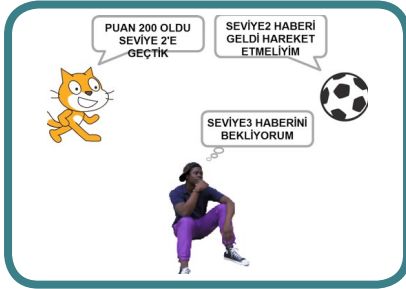 PUAN 200 OLDU
SEVİYE 2'E
GEÇTİK
SEVİYE2 HABERİ
GELDİ HAREKET
ETMELİYİM
SEVİYE3 HABERİNİ
BEKLİYORUM